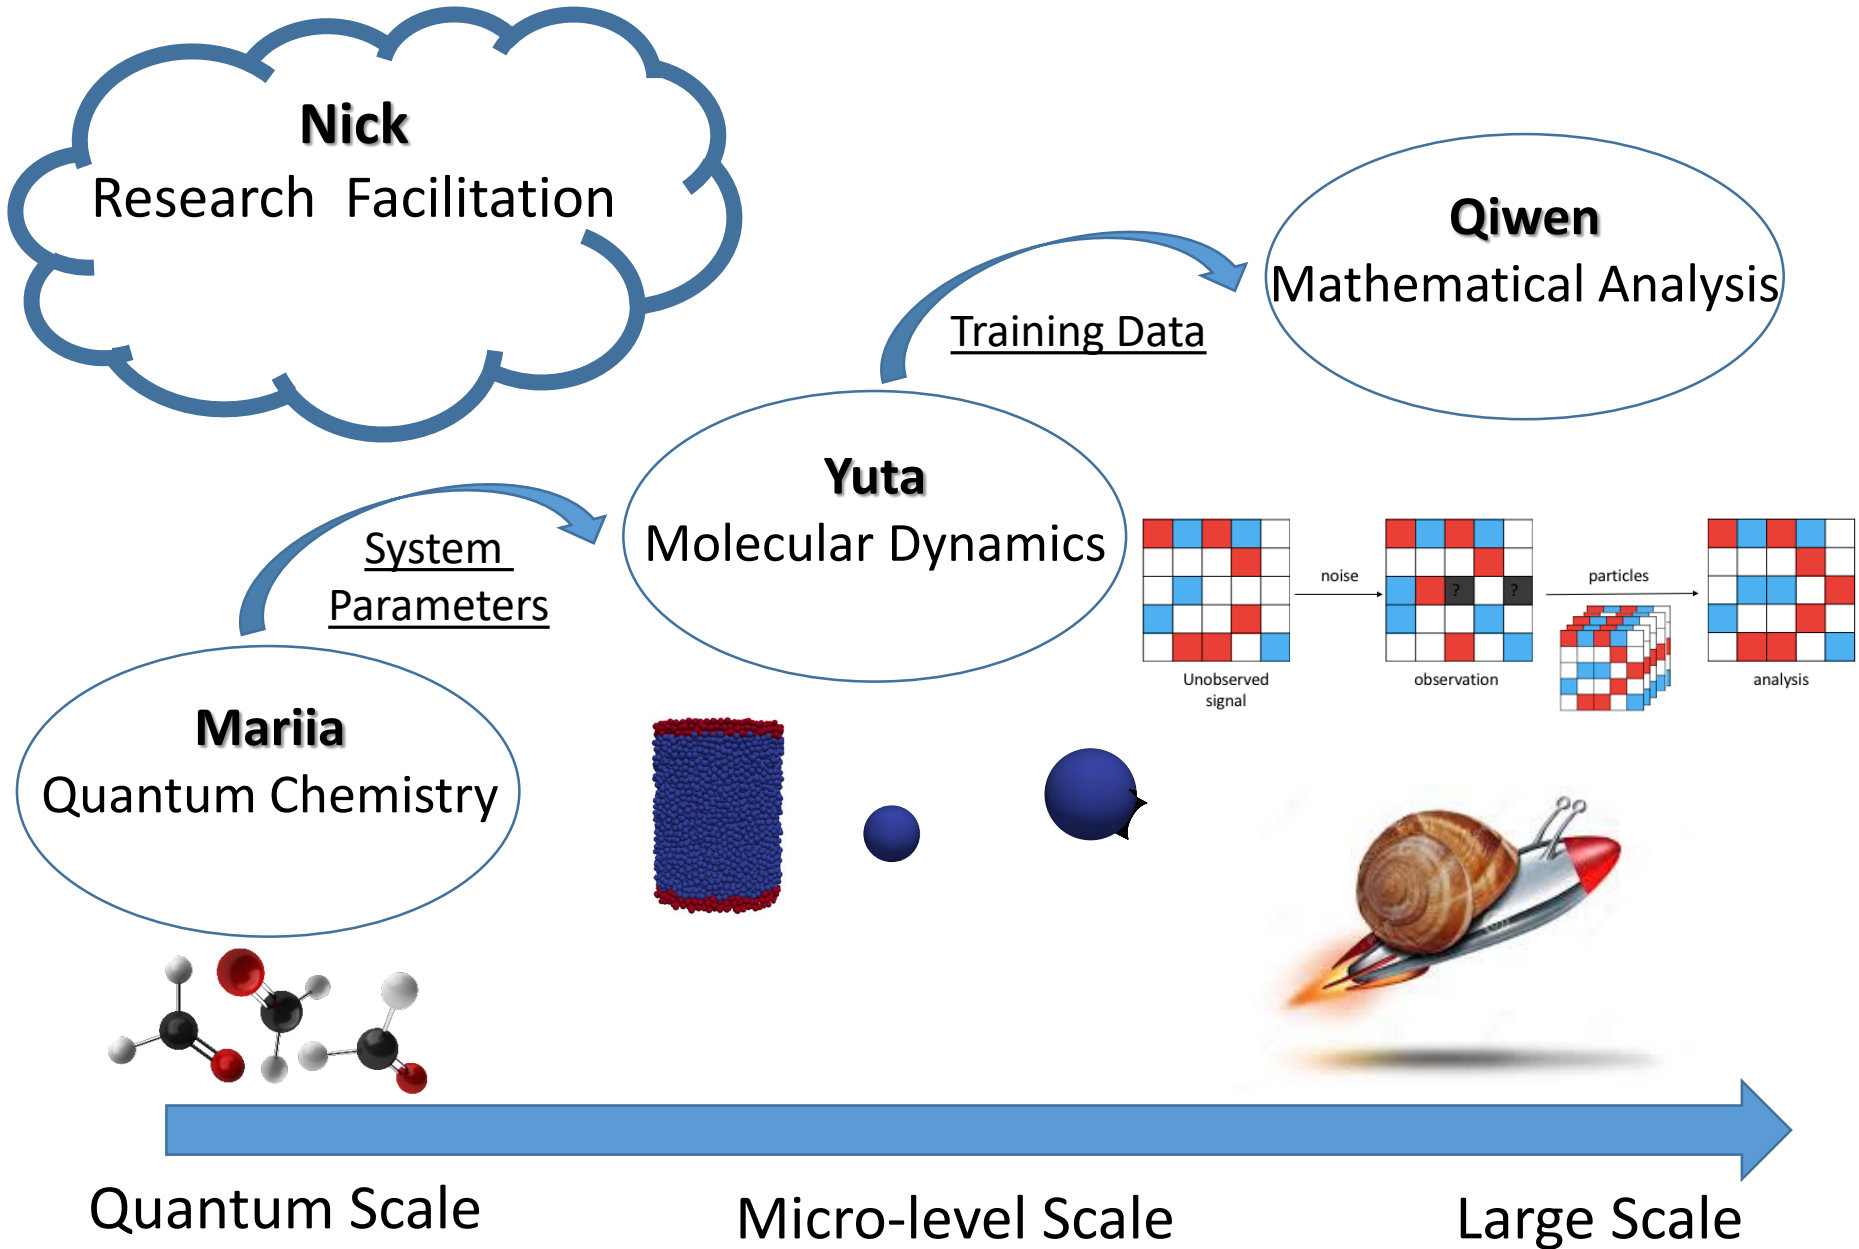 Nick
Research Facilitation
Qiwen
Mathematical Analysis
Training Data
Yuta
Molecular Dynamics
System
Parameters
Mariia
Quantum Chemistry
noise
particles
?
?
Unobserved
signal
observation
analysis
Quantum Scale
Micro-level Scale
Large Scale